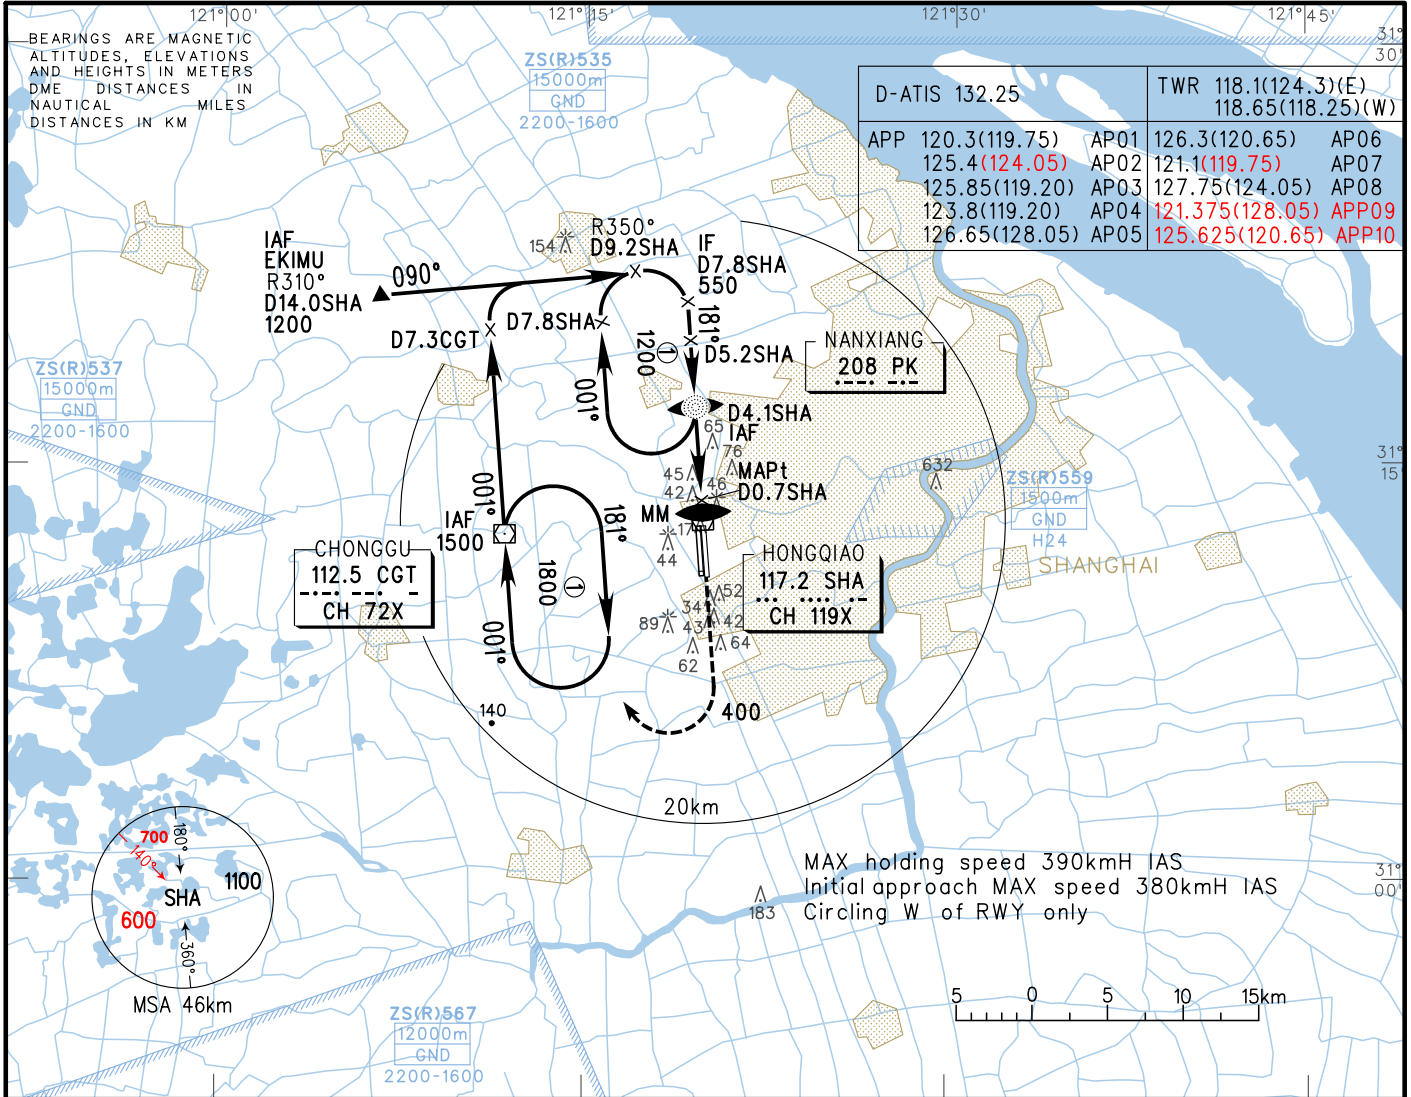 121°00'
121°15'
121°30'
121°45'
31°
30'
BEARINGS ARE MAGNETIC
ALTITUDES, ELEVATIONS
AND HEIGHTS IN METERS
DME DISTANCES IN
NAUTICAL MILES
DISTANCES IN KM
ZS(R)535
15000m
GND
2200-1600
D-ATIS 132.25
TWR 118.1(124.3)(E)
118.65(118.25)(W)
APP 120.3(119.75) AP01 126.3(120.65) AP06
125.4(124.05) AP02 121.1(119.75) AP07
125.85(119.20) AP03 127.75(124.05) AP08
123.8(119.20) AP04 121.375(128.05) APP09
126.65(128.05) AP05 125.625(120.65) APP10
IAF
EKIMU
R310°
D14.0SHA
1200
090°
154
R350°
D9.2SHA
IF
D7.8SHA
550
181°
D7.3CGT
D7.8SHA
1200
1
D5.2SHA
NANXIANG
208 PK
ZS(R)537
15000m
GND
2200-1600
001°
D4.1SHA
IAF
65
76
MAPt
D0.7SHA
45
46
42
632
31°
15'
ZS(R)559
1500m
GND
H24
001°
IAF
1500
181°
MM
17
44
CHONGGU
112.5 CGT
CH 72X
1800
1
HONGQIAO
117.2 SHA
CH 119X
SHANGHAI
52
34
89
43
42
64
62
001°
140
400
20km
700
180°
140°
SHA
1100
600
360°
MSA 46km
MAX holding speed 390kmH IAS
Initial approach MAX speed 380kmH IAS
Circling W of RWY only
183
31°
00'
5 0 5 10 15km
ZS(R)567
12000m
GND
2200-1600